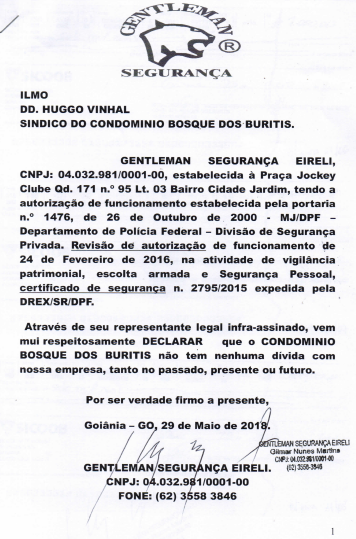 GENTLEMAN
®
SEGURANÇA
ILMO
DD. HUGGO VINHAL
SINDICO DO CONDOMINIO BOSQUE DOS BURITIS.
GENTLEMAN SEGURANÇA EIRELI,
CNPJ: 04.032.981/0001-00, estabelecida à Praça Jockey
Clube Qd. 171 n.º 95 Lt. 03 Bairro Cidade Jardim, tendo a
autorização de funcionamento estabelecida pela portaria
n.º 1476, de 26 de Outubro de 2000 - MJ/DPF –
Departamento de Polícia Federal – Divisão de Segurança
Privada. Revisão de autorização de funcionamento de
24 de Fevereiro de 2016, na atividade de vigilância
patrimonial, escolta armada e Segurança Pessoal,
certificado de segurança n. 2795/2015 expedida pela
DREX/SR/DPF.
Através de seu representante legal infra-assinado, vem
mui respeitosamente DECLARAR que o CONDOMINIO
BOSQUE DOS BURITIS não tem nenhuma dívida com
nossa empresa, tanto no passado, presente ou futuro.
Por ser verdade firmo a presente,
Goiânia – GO, 29 de Maio de 2018.
GENTLEMAN SEGURANÇA EIRELI
Gilmar Nunes Martins
CNPJ: 04.032.981/0001-00
(62) 3558-3846
GENTLEMAN SEGURANÇA EIRELI.
CNPJ: 04.032.981/0001-00
FONE: (62) 3558 3846
1